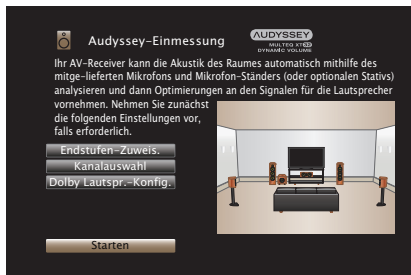 Audyssey-Einmessung
AUDYSSEY
MULTEQ XT32
DYNAMIC VOLUME
Ihr AV-Receiver kann die Akustik des Raumes automatisch mithilfe des
mitge-lieferten Mikrofons und Mikrofon-Ständers (oder optionalen Stativs)
analysieren und dann Optimierungen an den Signalen für die Lautsprecher
vornehmen. Nehmen Sie zunächst
die folgenden Einstellungen vor,
falls erforderlich.
Endstufen-Zuweis.
Kanalauswahl
Dolby Lautspr.-Konfig.
Starten